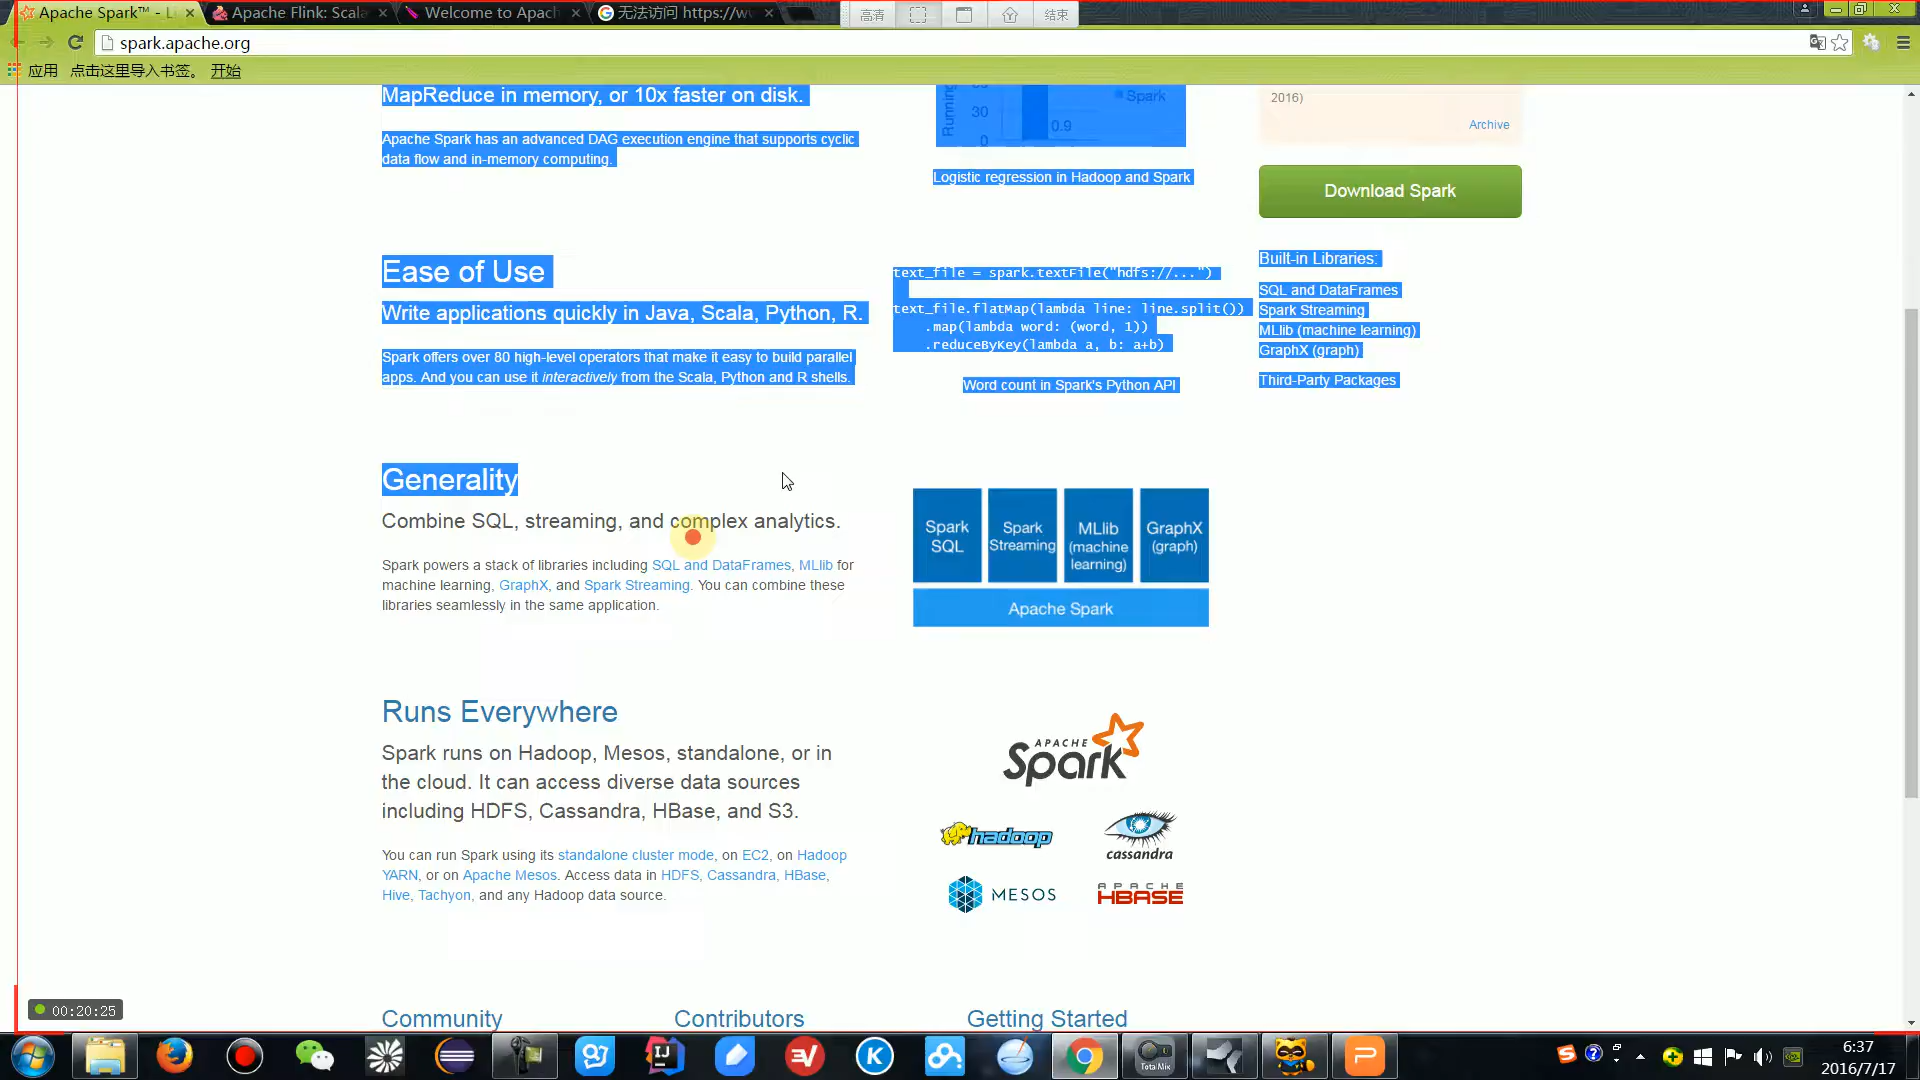 Apache Spark™ - L
Apache Flink: Scala
Welcome to Apach
无法访问 https://w
高清
结束
spark.apache.org
应用
点击这里导入书签。
开始
MapReduce in memory, or 10x faster on disk.
Apache Spark has an advanced DAG execution engine that supports cyclic
data flow and in-memory computing.
Running
30
0
0.9
Spark
Logistic regression in Hadoop and Spark
2016)
Archive
Download Spark
Ease of Use
Write applications quickly in Java, Scala, Python, R.
Spark offers over 80 high-level operators that make it easy to build parallel
apps. And you can use it interactively from the Scala, Python and R shells.
text_file = spark.textFile("hdfs://...")
text_file.flatMap(lambda line: line.split())
.map(lambda word: (word, 1))
.reduceByKey(lambda a, b: a+b)
Word count in Spark's Python API
Built-in Libraries:
SQL and DataFrames
Spark Streaming
MLlib (machine learning)
GraphX (graph)
Third-Party Packages
Generality
Combine SQL, streaming, and complex analytics.
Spark powers a stack of libraries including SQL and DataFrames, MLlib for
machine learning, GraphX, and Spark Streaming. You can combine these
libraries seamlessly in the same application.
Spark
SQL
Spark
Streaming
MLlib
(machine
learning)
GraphX
(graph)
Apache Spark
Runs Everywhere
Spark runs on Hadoop, Mesos, standalone, or in
the cloud. It can access diverse data sources
including HDFS, Cassandra, HBase, and S3.
You can run Spark using its standalone cluster mode, on EC2, on Hadoop
YARN, or on Apache Mesos. Access data in HDFS, Cassandra, HBase,
Hive, Tachyon, and any Hadoop data source.
APACHE
Spark
hadoop
cassandra
MESOS
APACHE
HBASE
Community
Contributors
Getting Started
00:20:25
TotalMix
6:37
2016/7/17